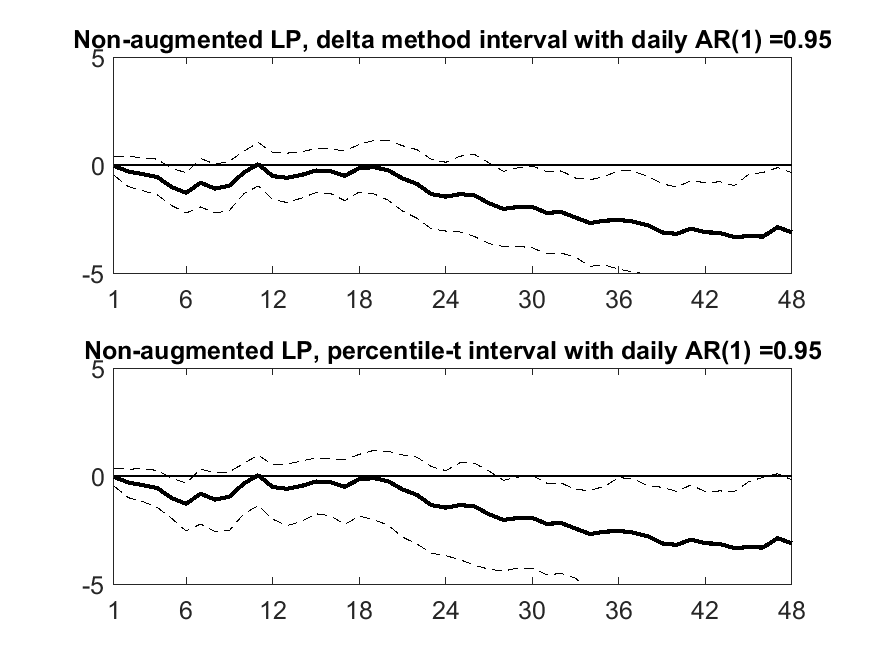 Non-augmented LP, delta method interval with daily AR(1) =0.95
5
0
-5
1 6 12 18 24 30 36 42 48
Non-augmented LP, percentile-t interval with daily AR(1) =0.95
5
0
-5
1 6 12 18 24 30 36 42 48